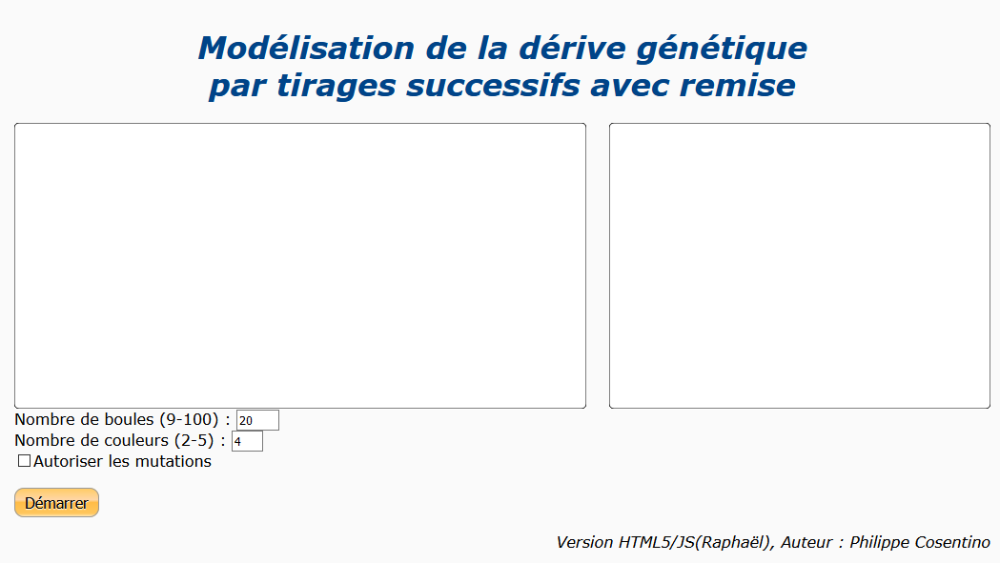 Modélisation de la dérive génétique
par tirages successifs avec remise
Nombre de boules (9-100) : 20
Nombre de couleurs (2-5) : 4
Autoriser les mutations
Démarrer
Version HTML5/JS(Raphaël), Auteur : Philippe Cosentino